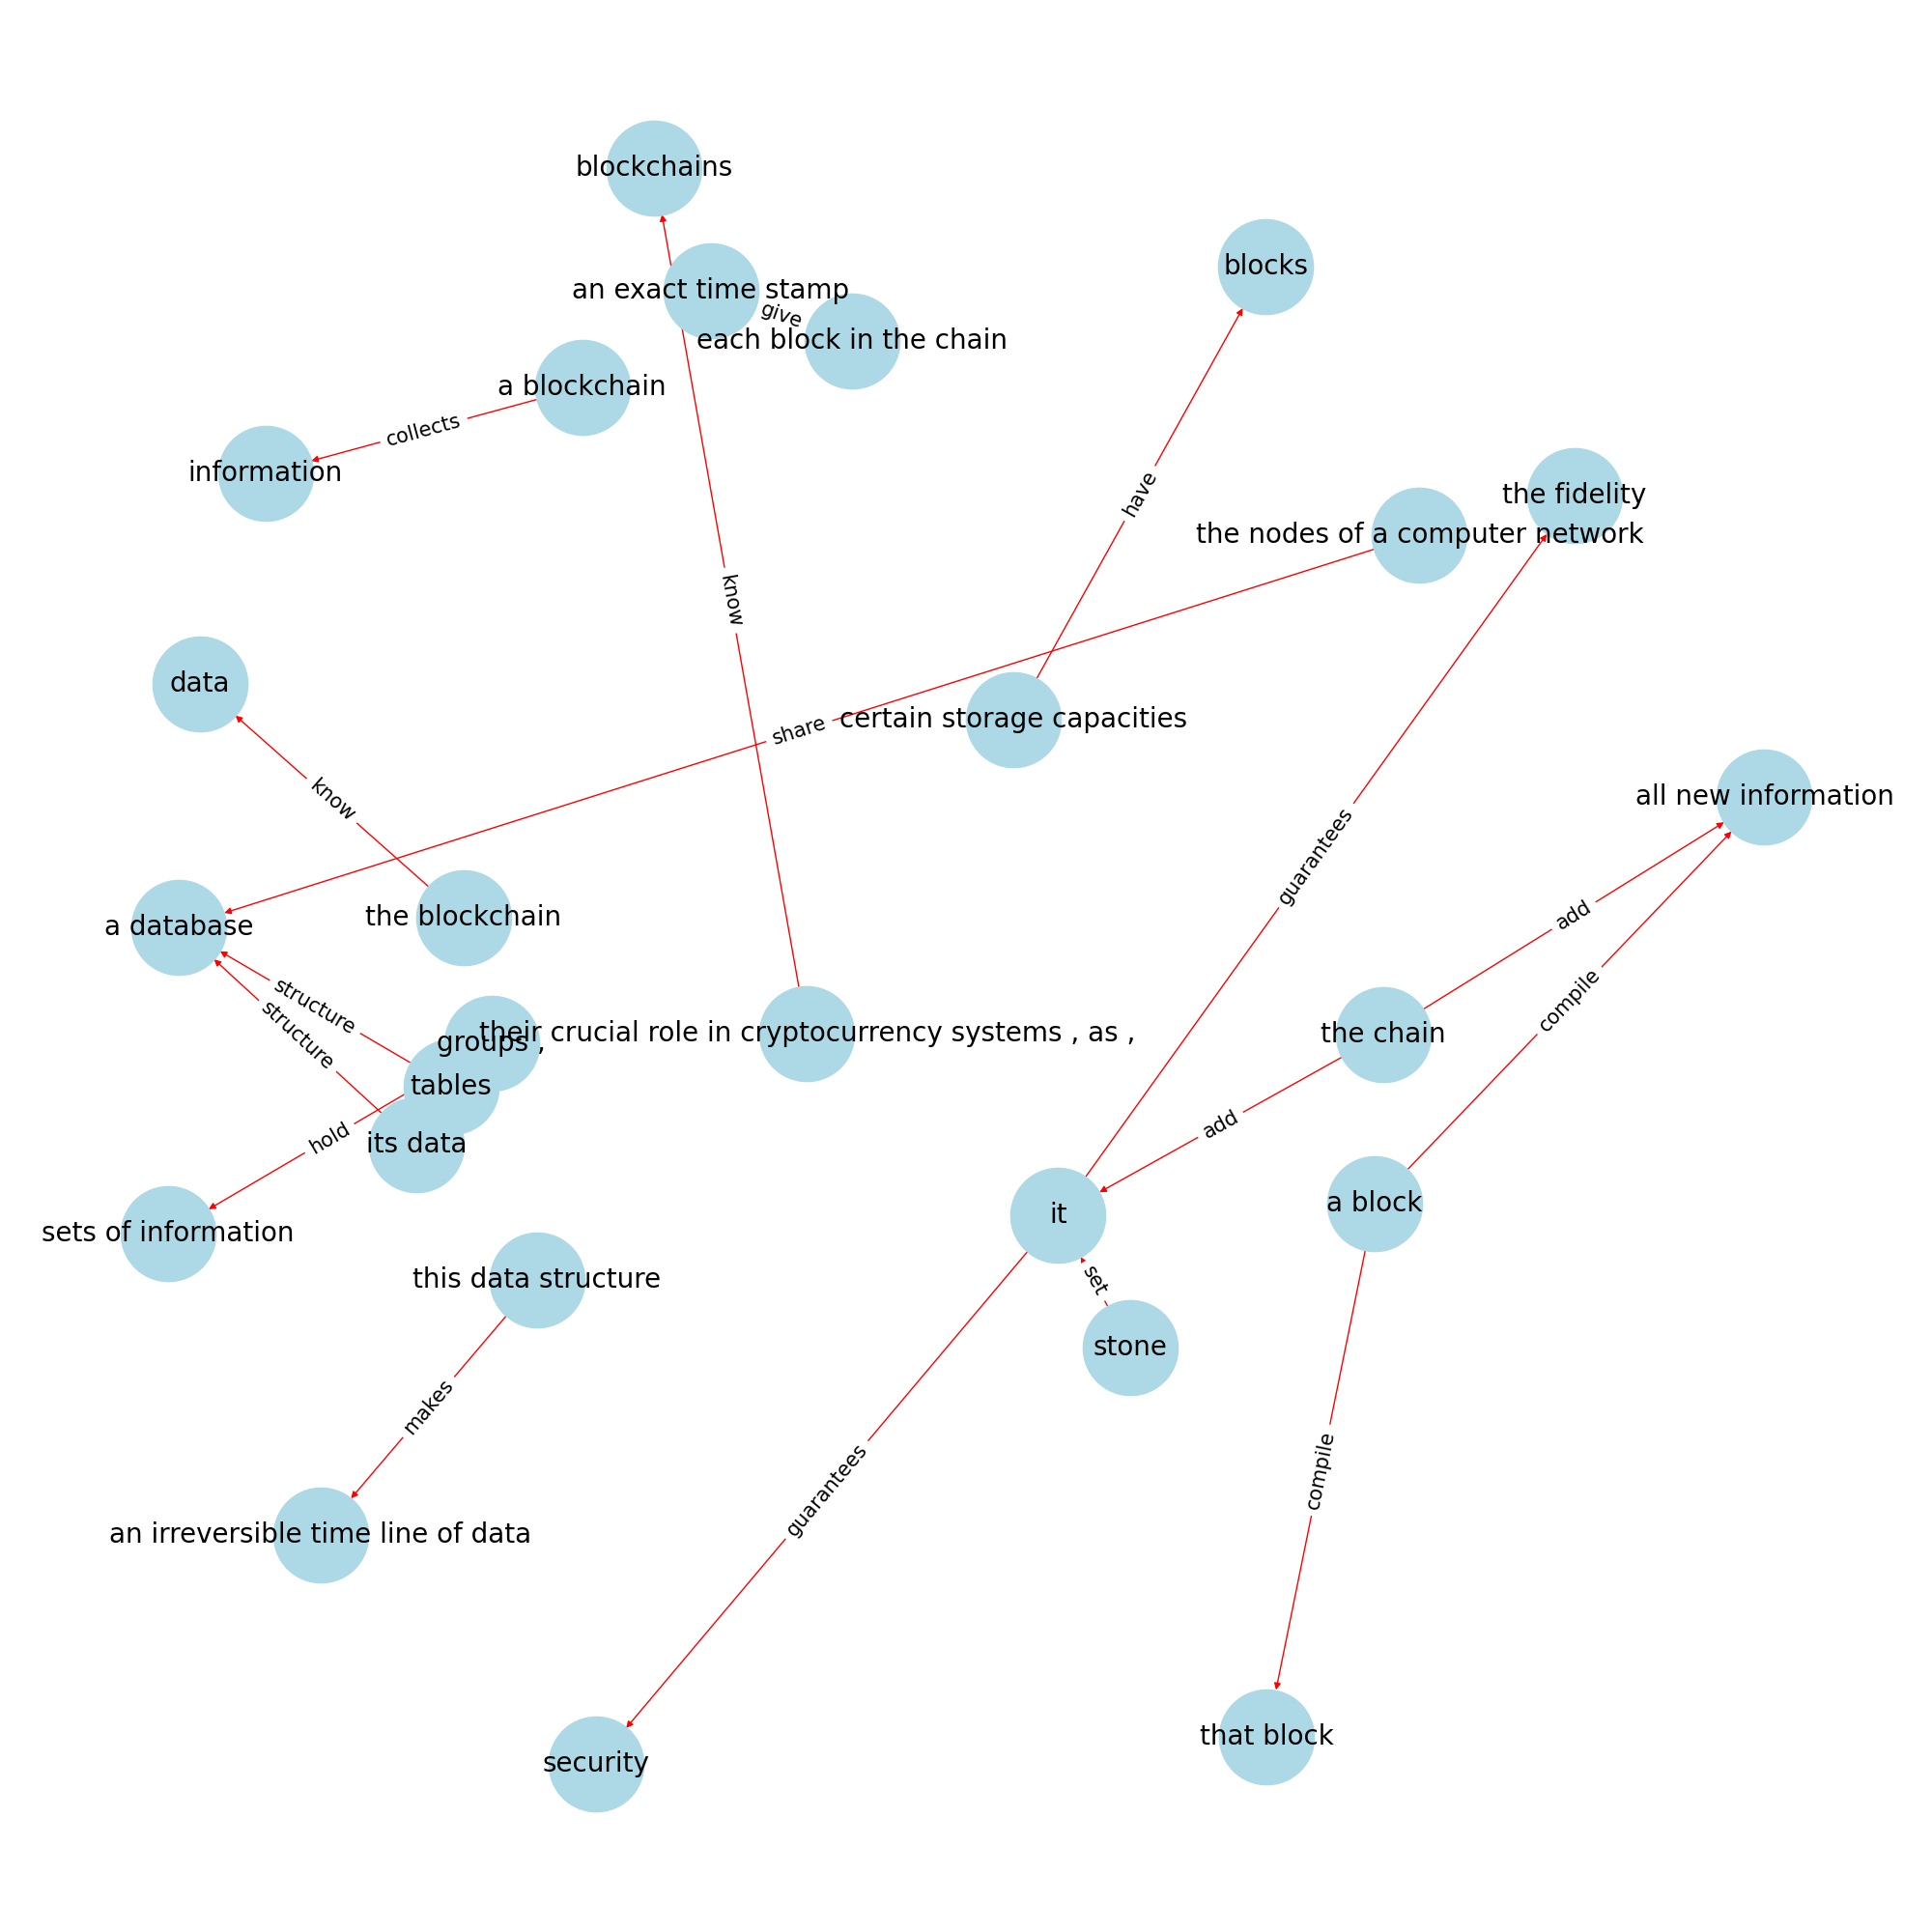 blockchains
blocks
an exact time stamp
give
each block in the chain
a blockchain
collects
information
have
the fidelity
the nodes of a computer network
know
data
certain storage capacities
share
know
all new information
guarantees
a database
the blockchain
add
structure
structure
compile
groups ,
their crucial role in cryptocurrency systems , as ,
the chain
tables
hold
its data
add
a block
it
sets of information
this data structure
set
stone
makes
compile
guarantees
an irreversible time line of data
that block
security